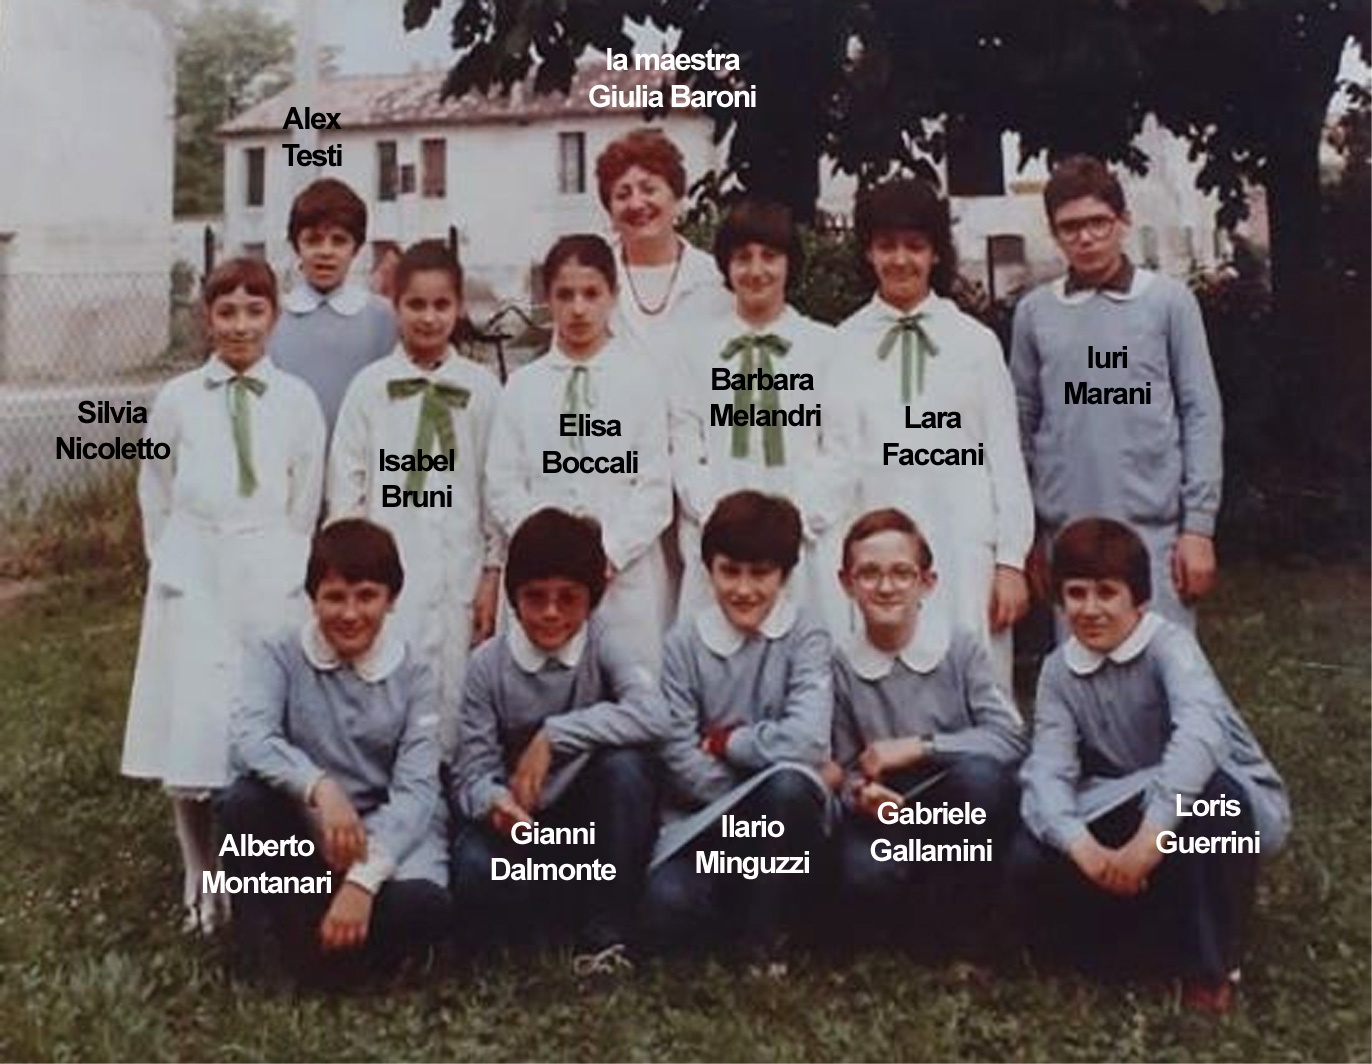 la maestra
Giulia Baroni
Alex
Testi
Silvia
Nicoletto
Isabel
Bruni
Elisa
Boccali
Barbara
Melandri
Lara
Faccani
Iuri
Marani
Alberto
Montanari
Gianni
Dalmonte
Ilario
Minguzzi
Gabriele
Gallamini
Loris
Guerrini